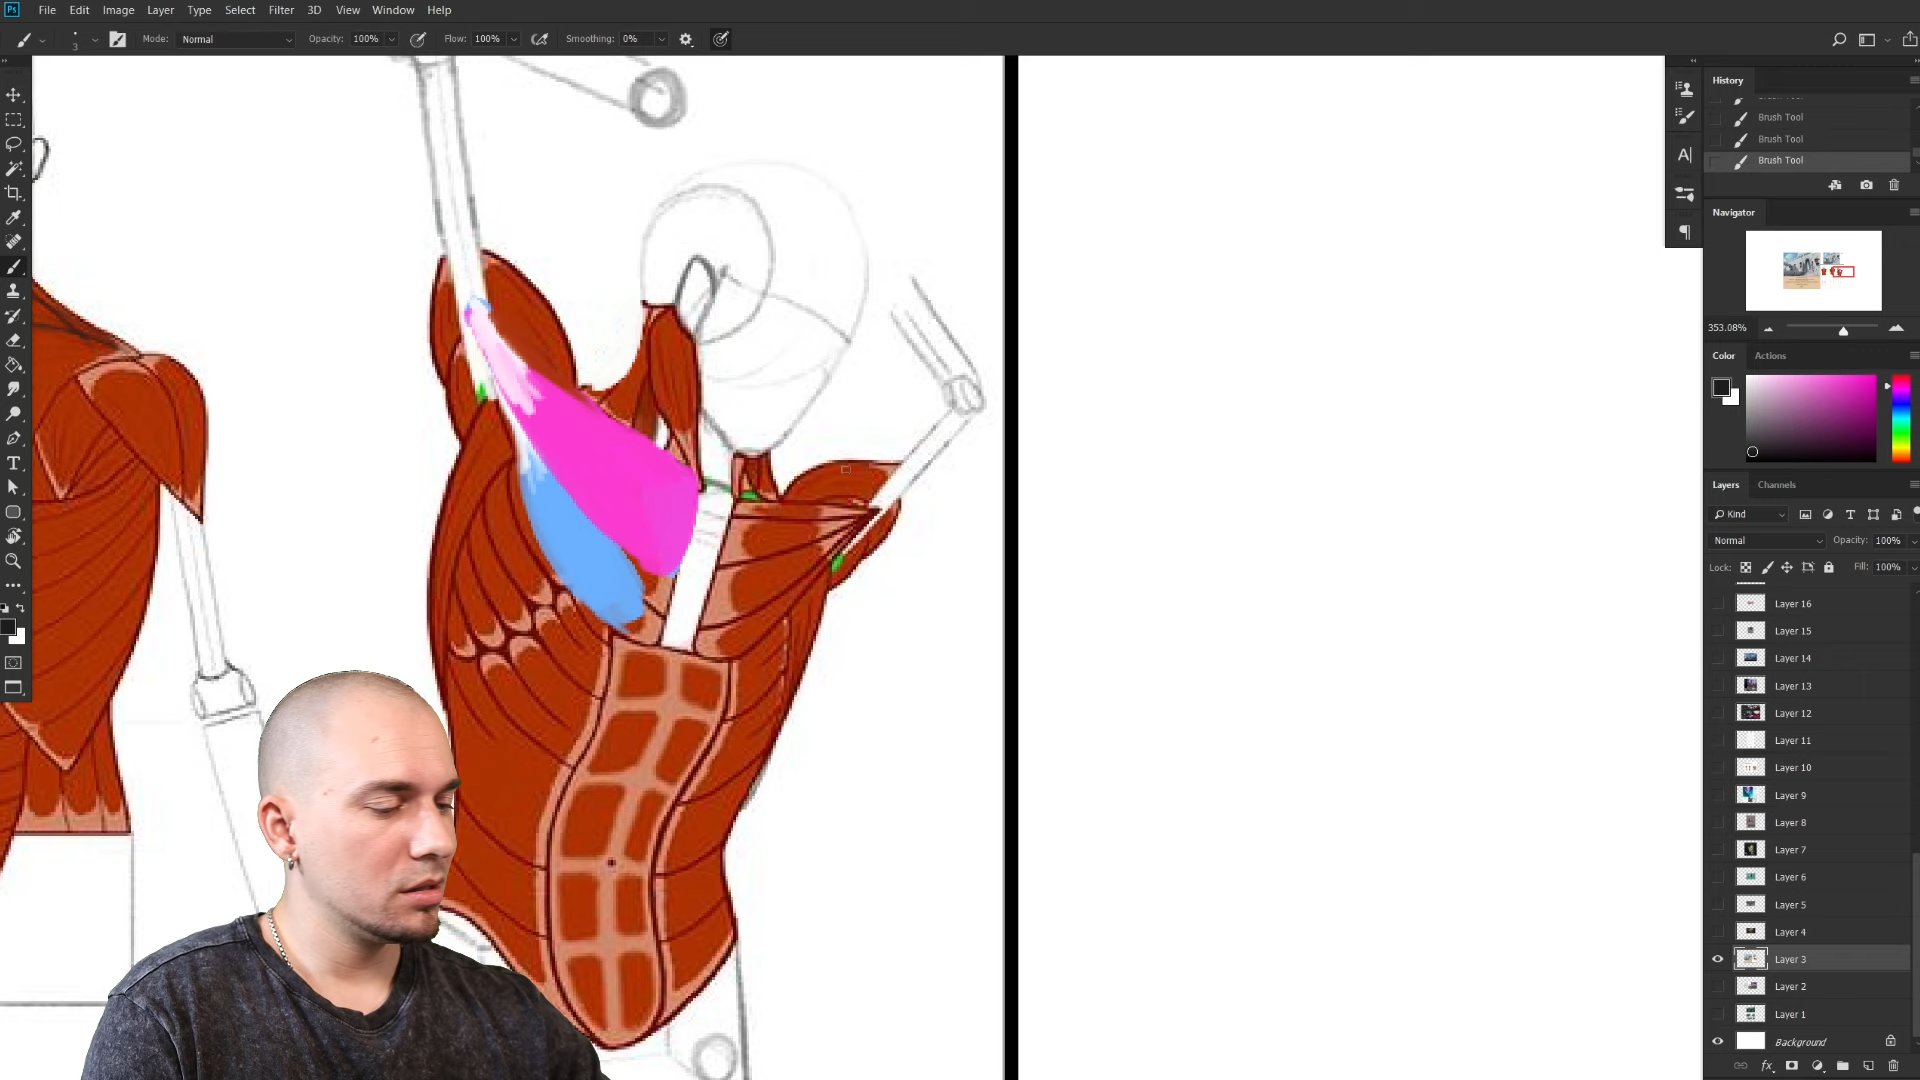 Ps File Edit Image Layer Type Select Filter 3D View Window Help
3 Mode: Normal Opacity: 100% Flow: 100% Smoothing: 0%
History
Brush Tool
Brush Tool
Brush Tool
Navigator
353.08%
Color Actions
Layers Channels
Kind
Normal Opacity: 100%
Lock: Fill: 100%
Layer 16
Layer 15
Layer 14
Layer 13
Layer 12
Layer 11
Layer 10
Layer 9
Layer 8
Layer 7
Layer 6
Layer 5
Layer 4
Layer 3
Layer 2
Layer 1
Background
fx